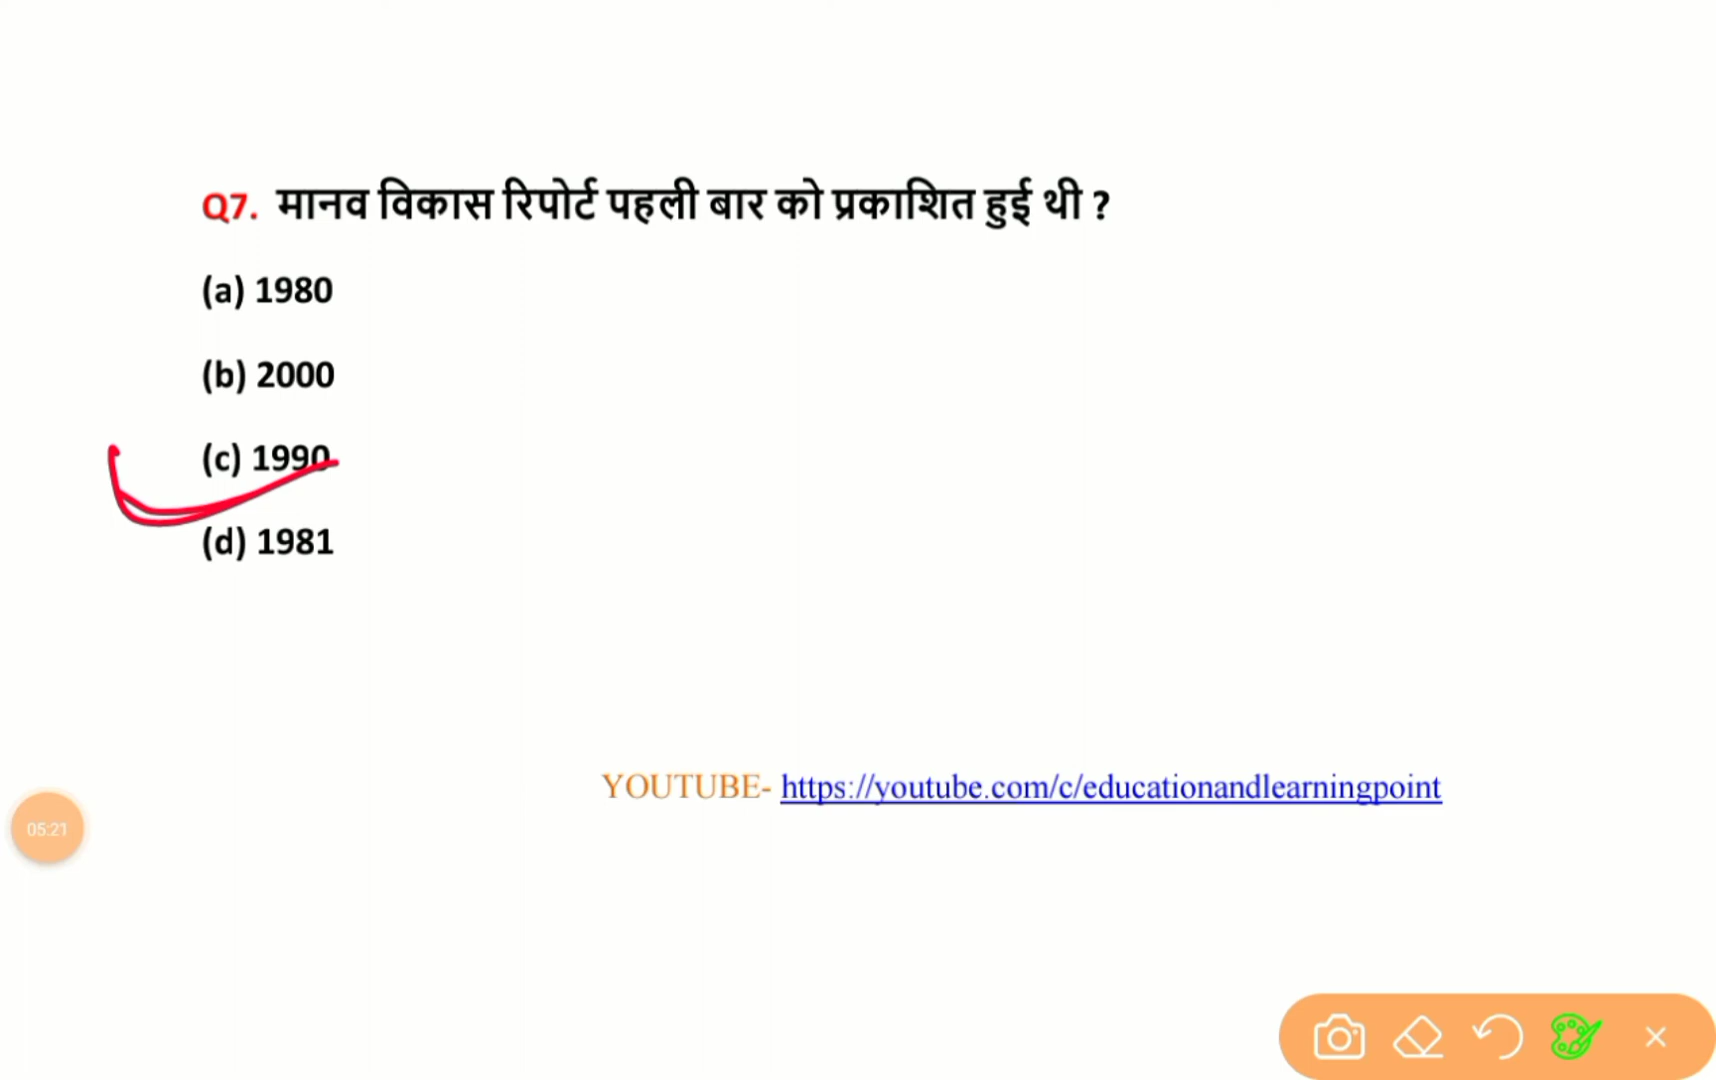 Q7. मानव विकास रिपोर्ट पहली बार को प्रकाशित हुई थी ?
(a) 1980
(b) 2000
(c) 1990
(d) 1981
YOUTUBE- https://youtube.com/c/educationandlearningpoint
05:21